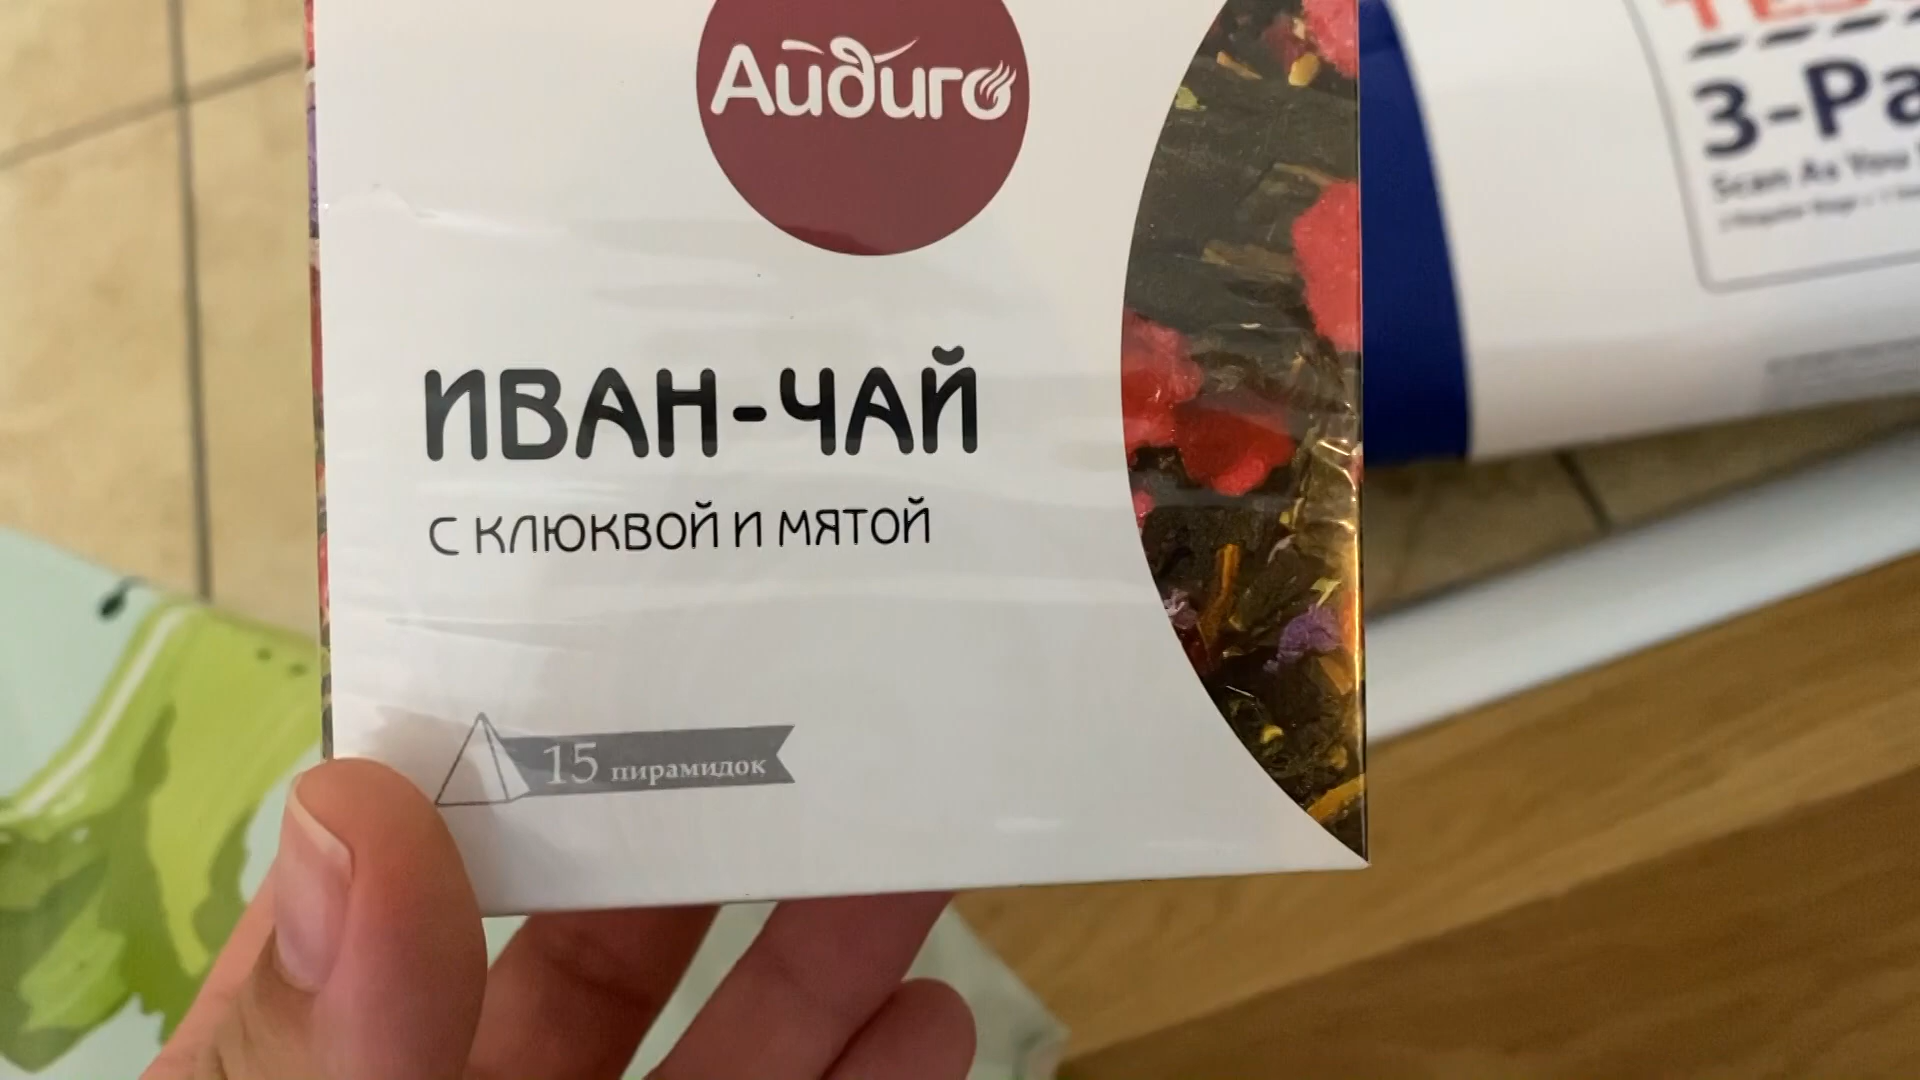 Айдиго
ИВАН-ЧАЙ
С КЛЮКВОЙ И МЯТОЙ
15 пирамидок
3-Pa
Scan As You